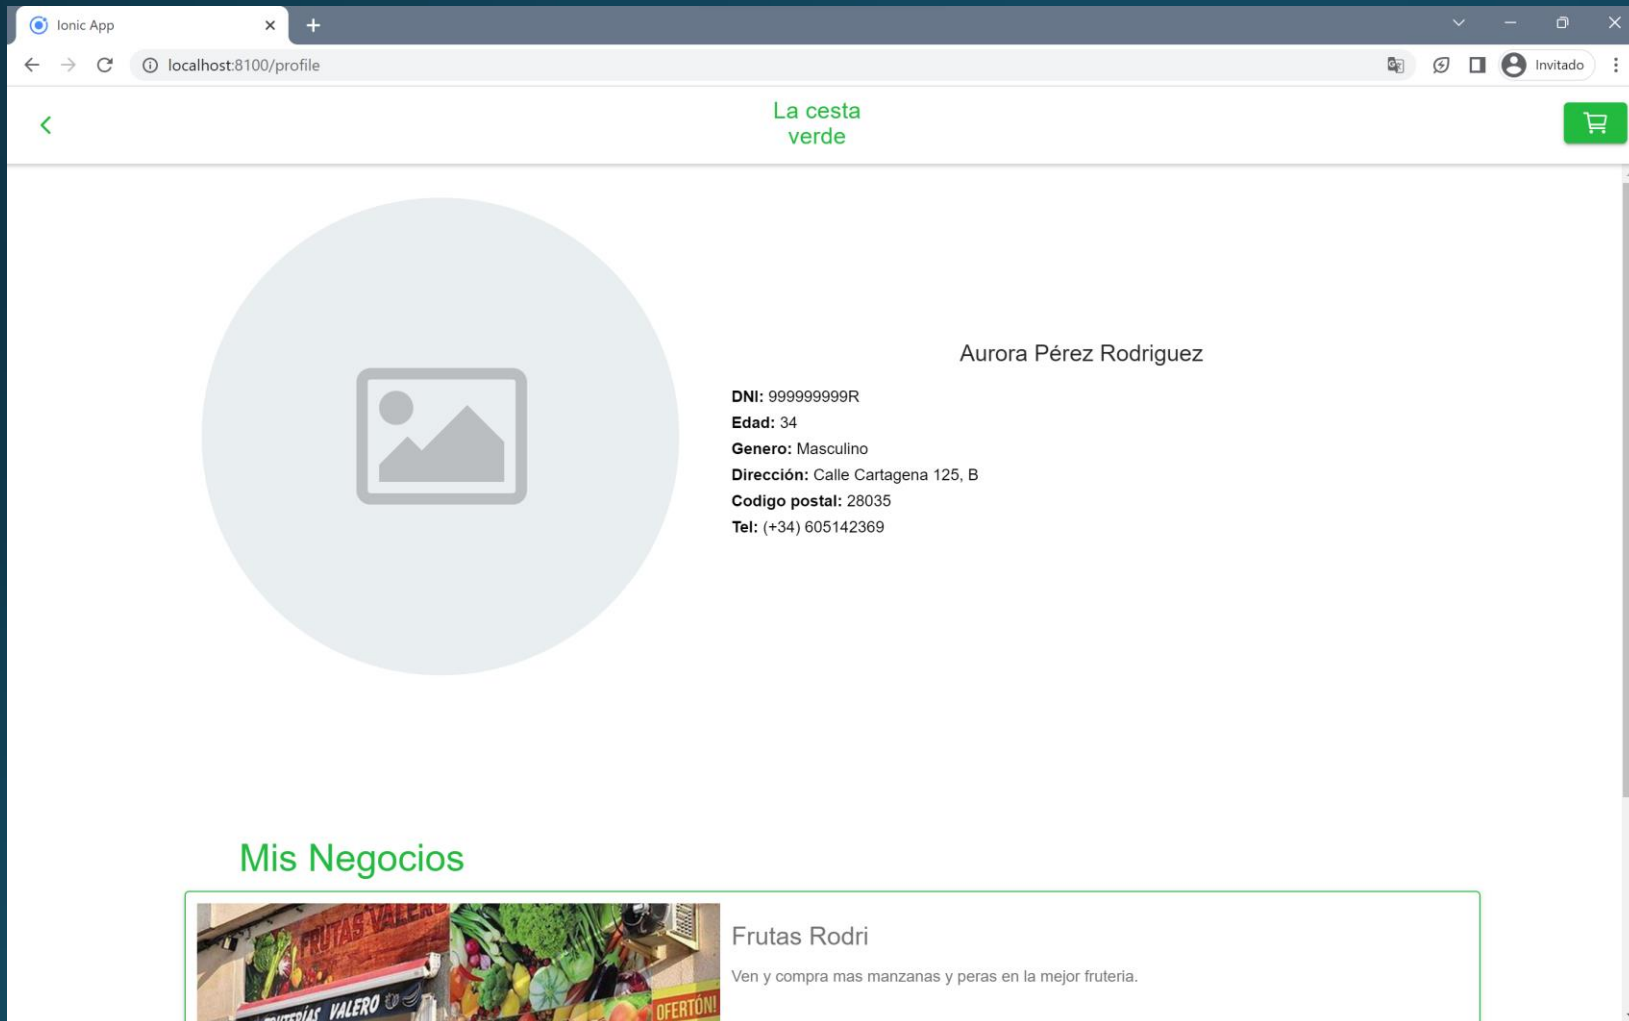 Ionic App
localhost:8100/profile
Invitado
La cesta
verde
Aurora Pérez Rodriguez
DNI: 999999999R
Edad: 34
Genero: Masculino
Dirección: Calle Cartagena 125, B
Codigo postal: 28035
Tel: (+34) 605142369
Mis Negocios
FRUTAS VALERO
FRUTERÍAS VALERO
OFERTÓN!
Frutas Rodri
Ven y compra mas manzanas y peras en la mejor fruteria.